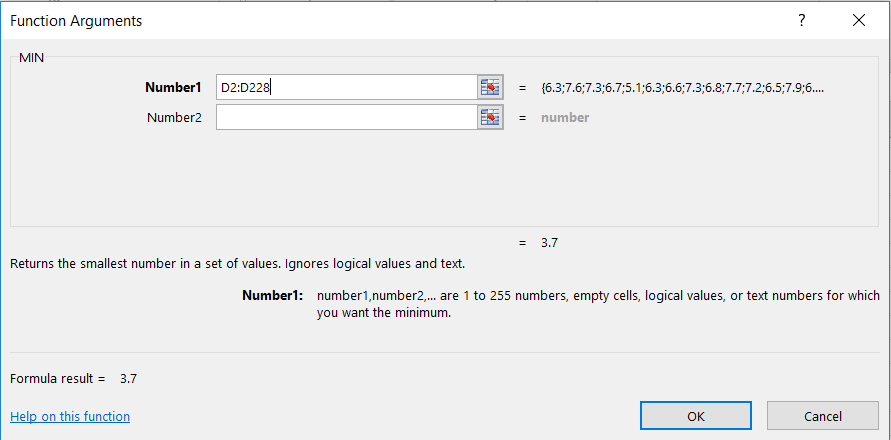 Function Arguments ?
MIN
Number1 D2:D228 = {6.3;7.6;7.3;6.7;5.1;6.3;6.6;7.3;6.8;7.7;7.2;6.5;7.9;6....
Number2 = number
= 3.7
Returns the smallest number in a set of values. Ignores logical values and text.
Number1: number1,number2,... are 1 to 255 numbers, empty cells, logical values, or text numbers for which
you want the minimum.
Formula result = 3.7
Help on this function OK Cancel